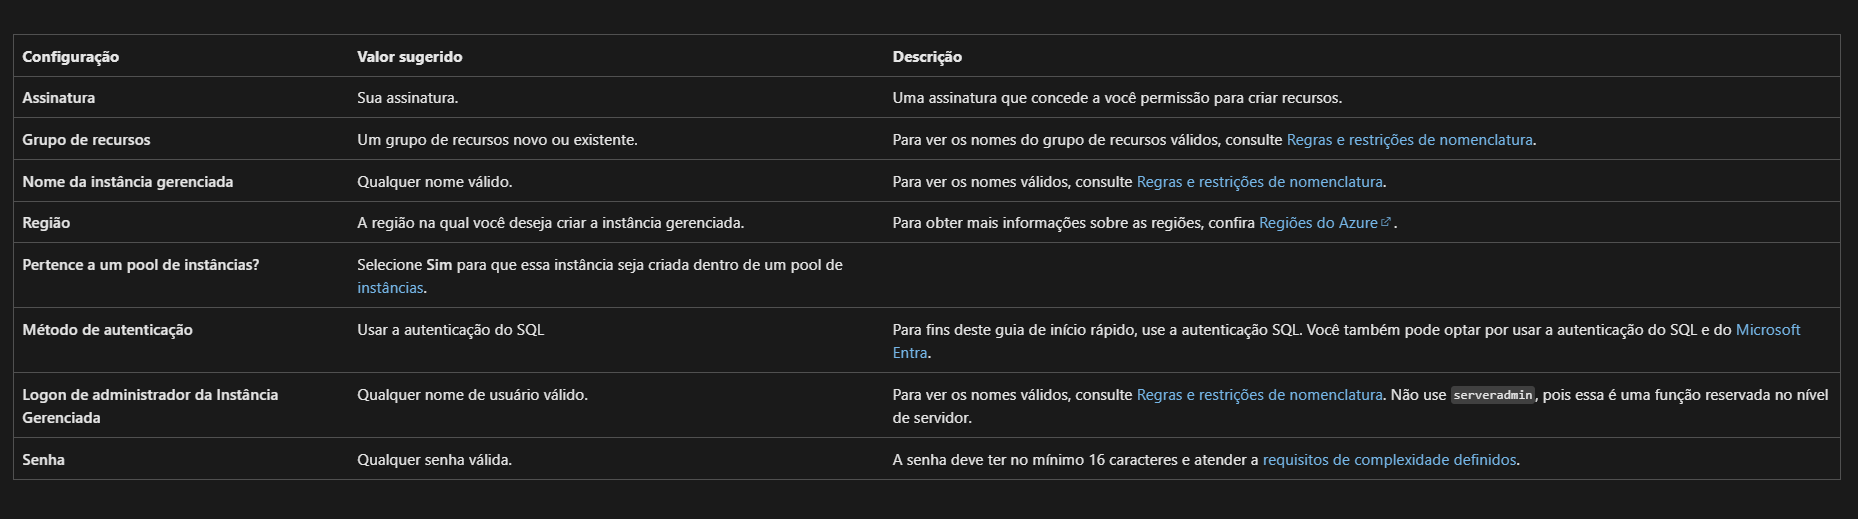 Configuração Valor sugerido Descrição
Assinatura Sua assinatura. Uma assinatura que concede a você permissão para criar recursos.
Grupo de recursos Um grupo de recursos novo ou existente. Para ver os nomes do grupo de recursos válidos, consulte Regras e restrições de nomenclatura.
Nome da instância gerenciada Qualquer nome válido. Para ver os nomes válidos, consulte Regras e restrições de nomenclatura.
Região A região na qual você deseja criar a instância gerenciada. Para obter mais informações sobre as regiões, confira Regiões do Azure .
Pertence a um pool de instâncias? Selecione Sim para que essa instância seja criada dentro de um pool de
instâncias.
Método de autenticação Usar a autenticação do SQL Para fins deste guia de início rápido, use a autenticação SQL. Você também pode optar por usar a autenticação do SQL e do Microsoft
Entra.
Logon de administrador da Instância Qualquer nome de usuário válido. Para ver os nomes válidos, consulte Regras e restrições de nomenclatura. Não use serveradmin, pois essa é uma função reservada no nível
Gerenciada de servidor.
Senha Qualquer senha válida. A senha deve ter no mínimo 16 caracteres e atender a requisitos de complexidade definidos.